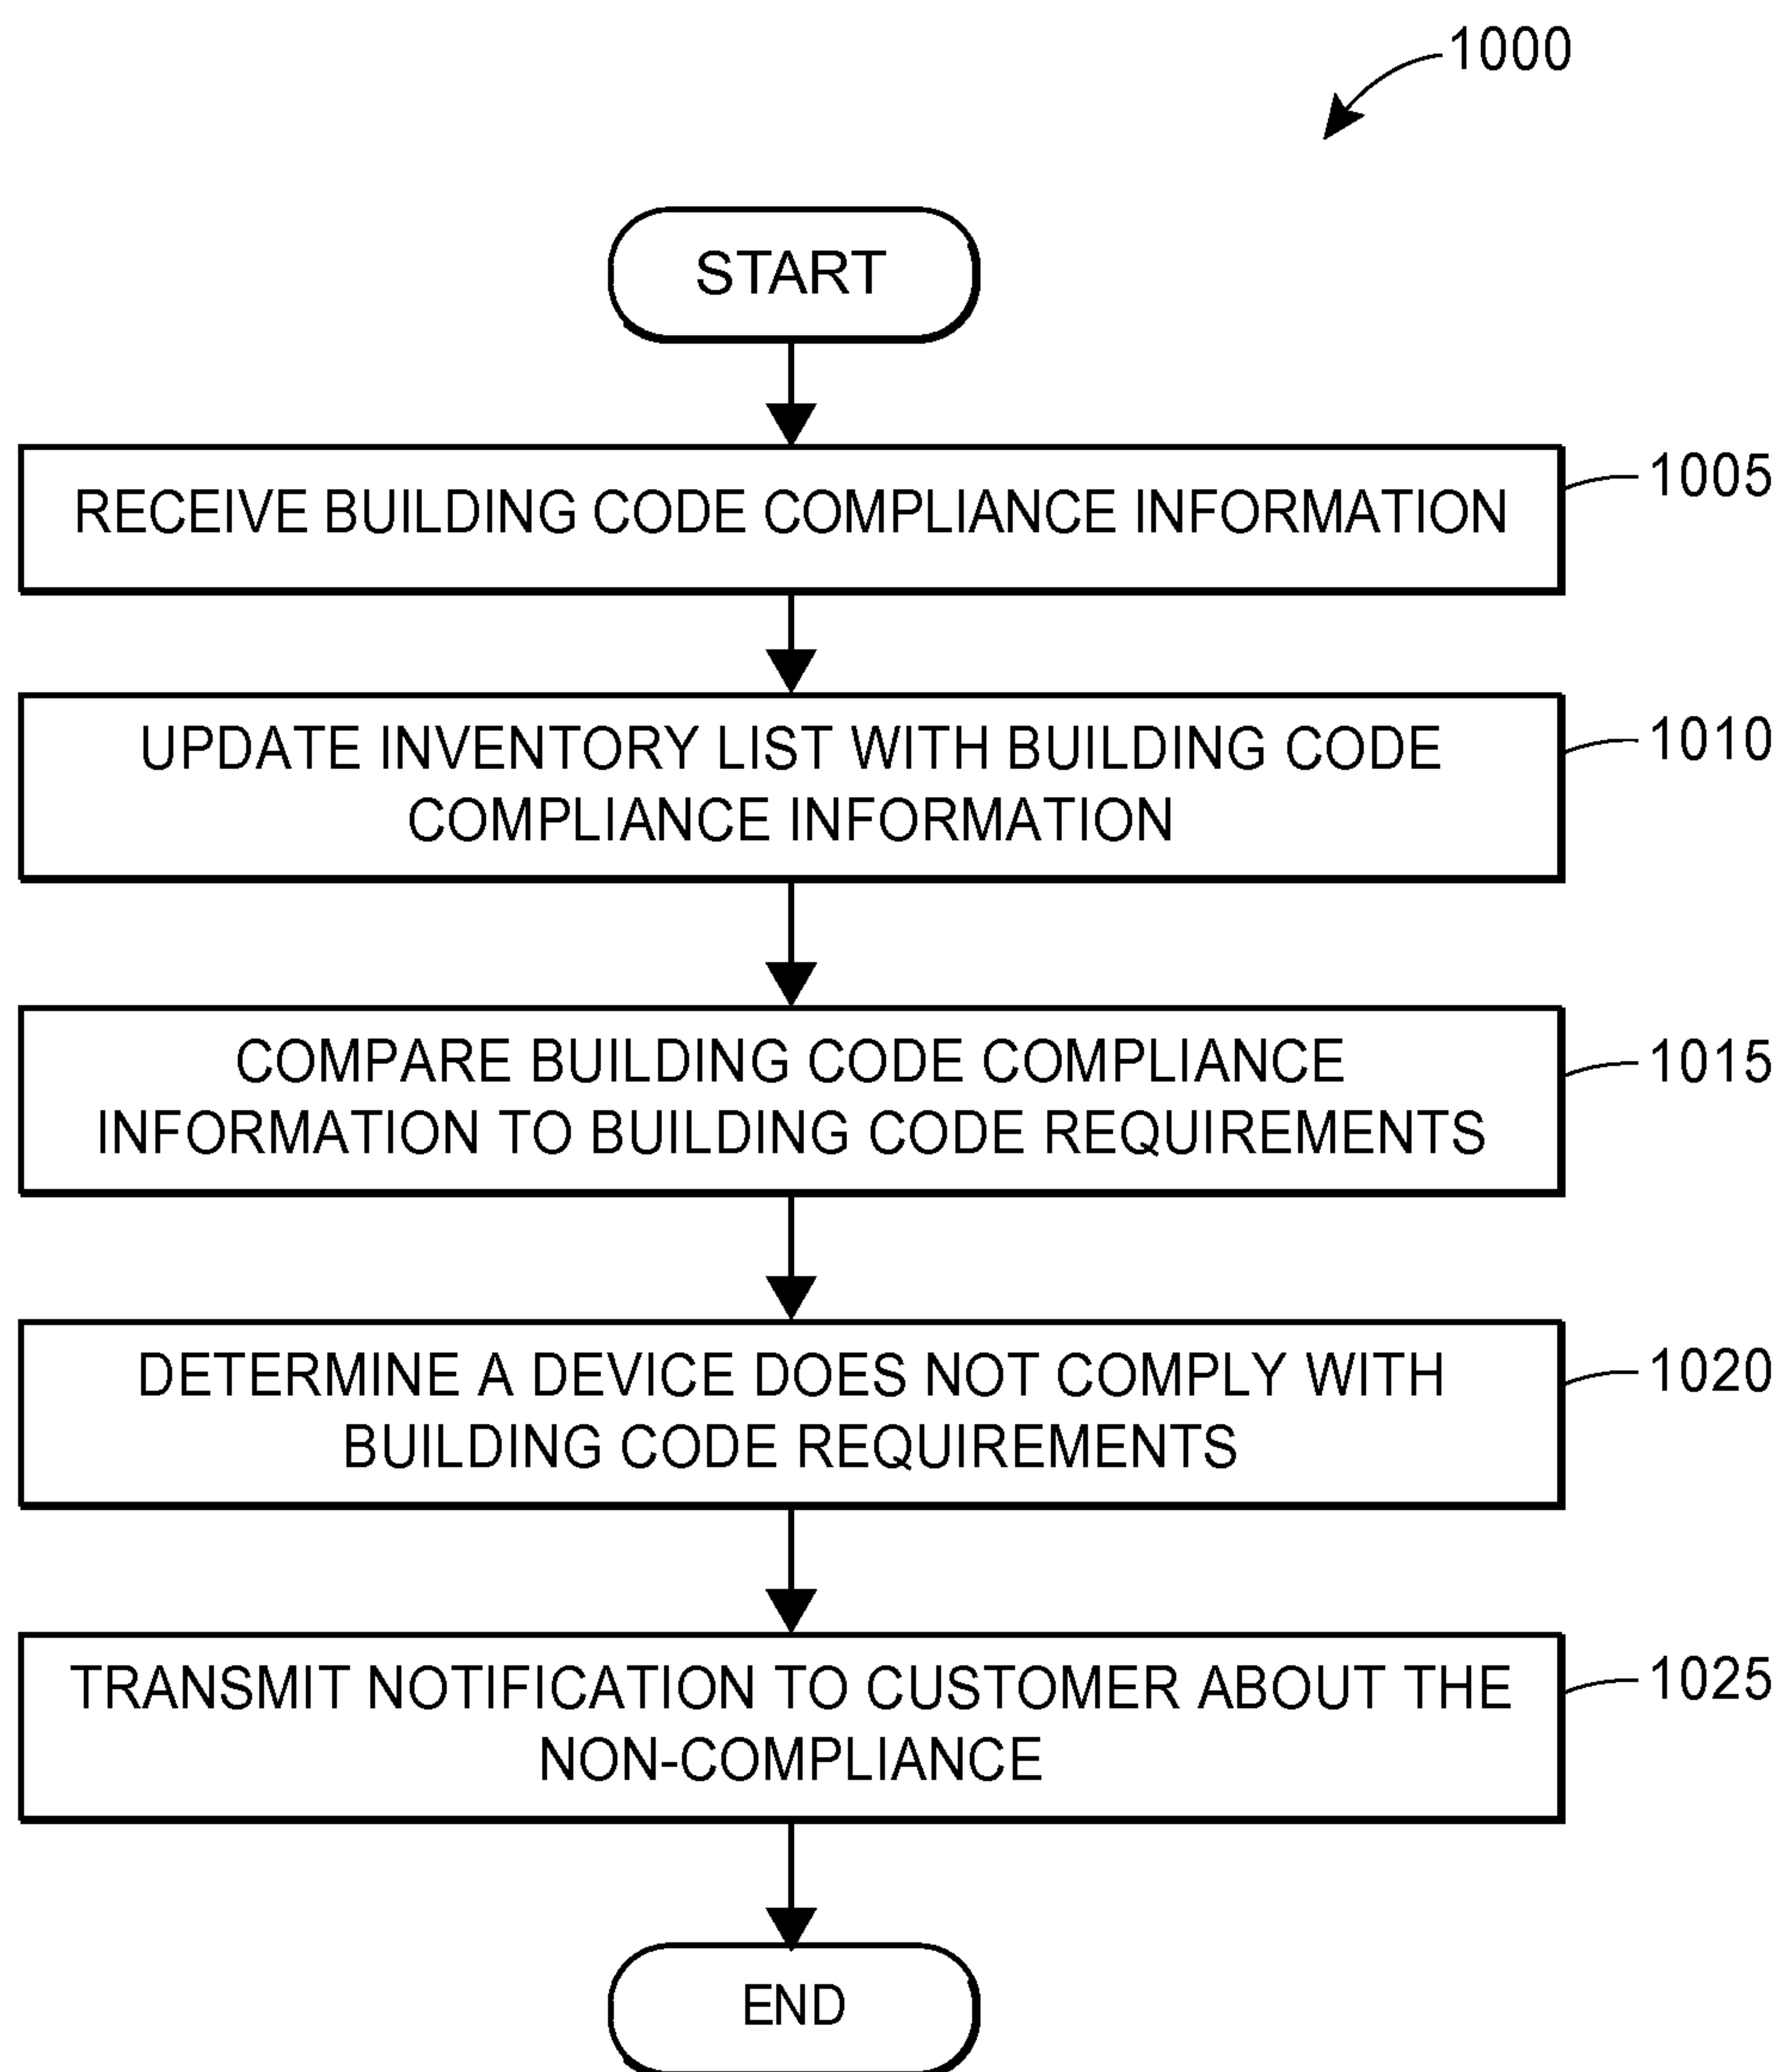 1000
START
RECEIVE BUILDING CODE COMPLIANCE INFORMATION
1005
UPDATE INVENTORY LIST WITH BUILDING CODE
COMPLIANCE INFORMATION
1010
COMPARE BUILDING CODE COMPLIANCE
INFORMATION TO BUILDING CODE REQUIREMENTS
1015
DETERMINE A DEVICE DOES NOT COMPLY WITH
BUILDING CODE REQUIREMENTS
1020
TRANSMIT NOTIFICATION TO CUSTOMER ABOUT THE
NON-COMPLIANCE
1025
END